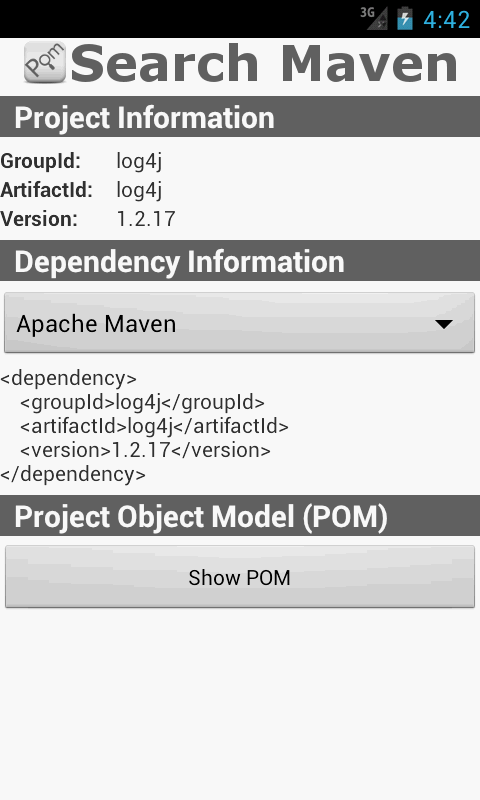 3G 4:42
Pom Search Maven
Project Information
GroupId: log4j
ArtifactId: log4j
Version: 1.2.17
Dependency Information
Apache Maven
<dependency>
<groupId>log4j</groupId>
<artifactId>log4j</artifactId>
<version>1.2.17</version>
</dependency>
Project Object Model (POM)
Show POM